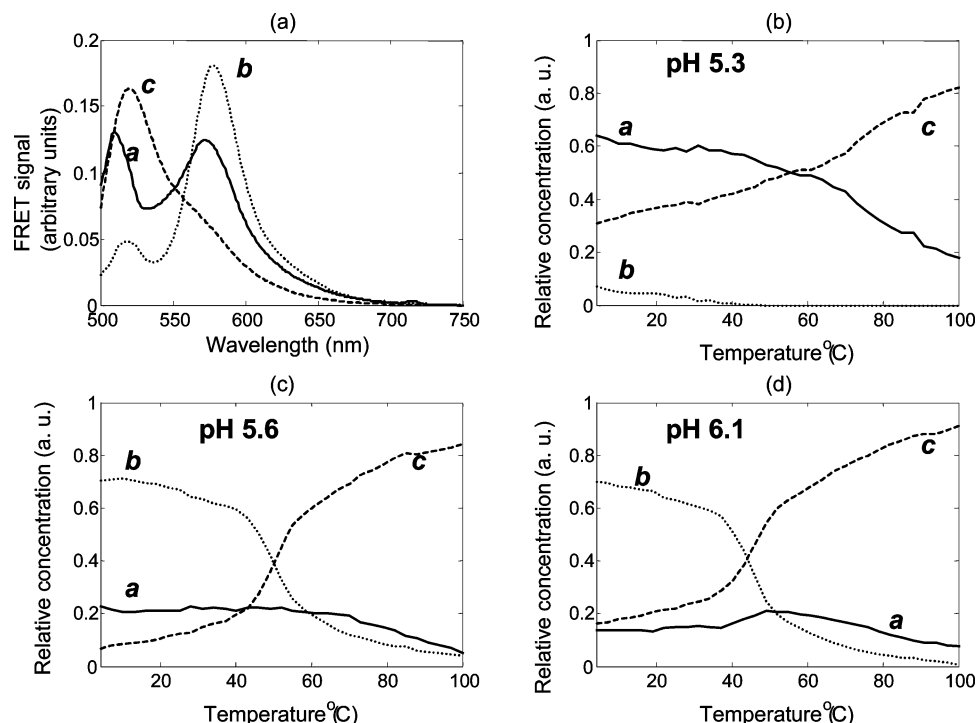 (a)
FRET signal
(arbitrary units)
0.2
0.15
0.1
0.05
0
a
b
c
500
550
600
650
700
750
Wavelength (nm)
(b)
pH 5.3
Relative concentration (a. u.)
1
0.8
0.6
0.4
0.2
0
a
b
c
20
40
60
80
100
Temperature (°C)
(c)
pH 5.6
Relative concentration (a. u.)
1
0.8
0.6
0.4
0.2
0
b
a
c
20
40
60
80
100
Temperature (°C)
(d)
pH 6.1
Relative concentration (a. u.)
1
0.8
0.6
0.4
0.2
0
b
c
a
20
40
60
80
100
Temperature (°C)